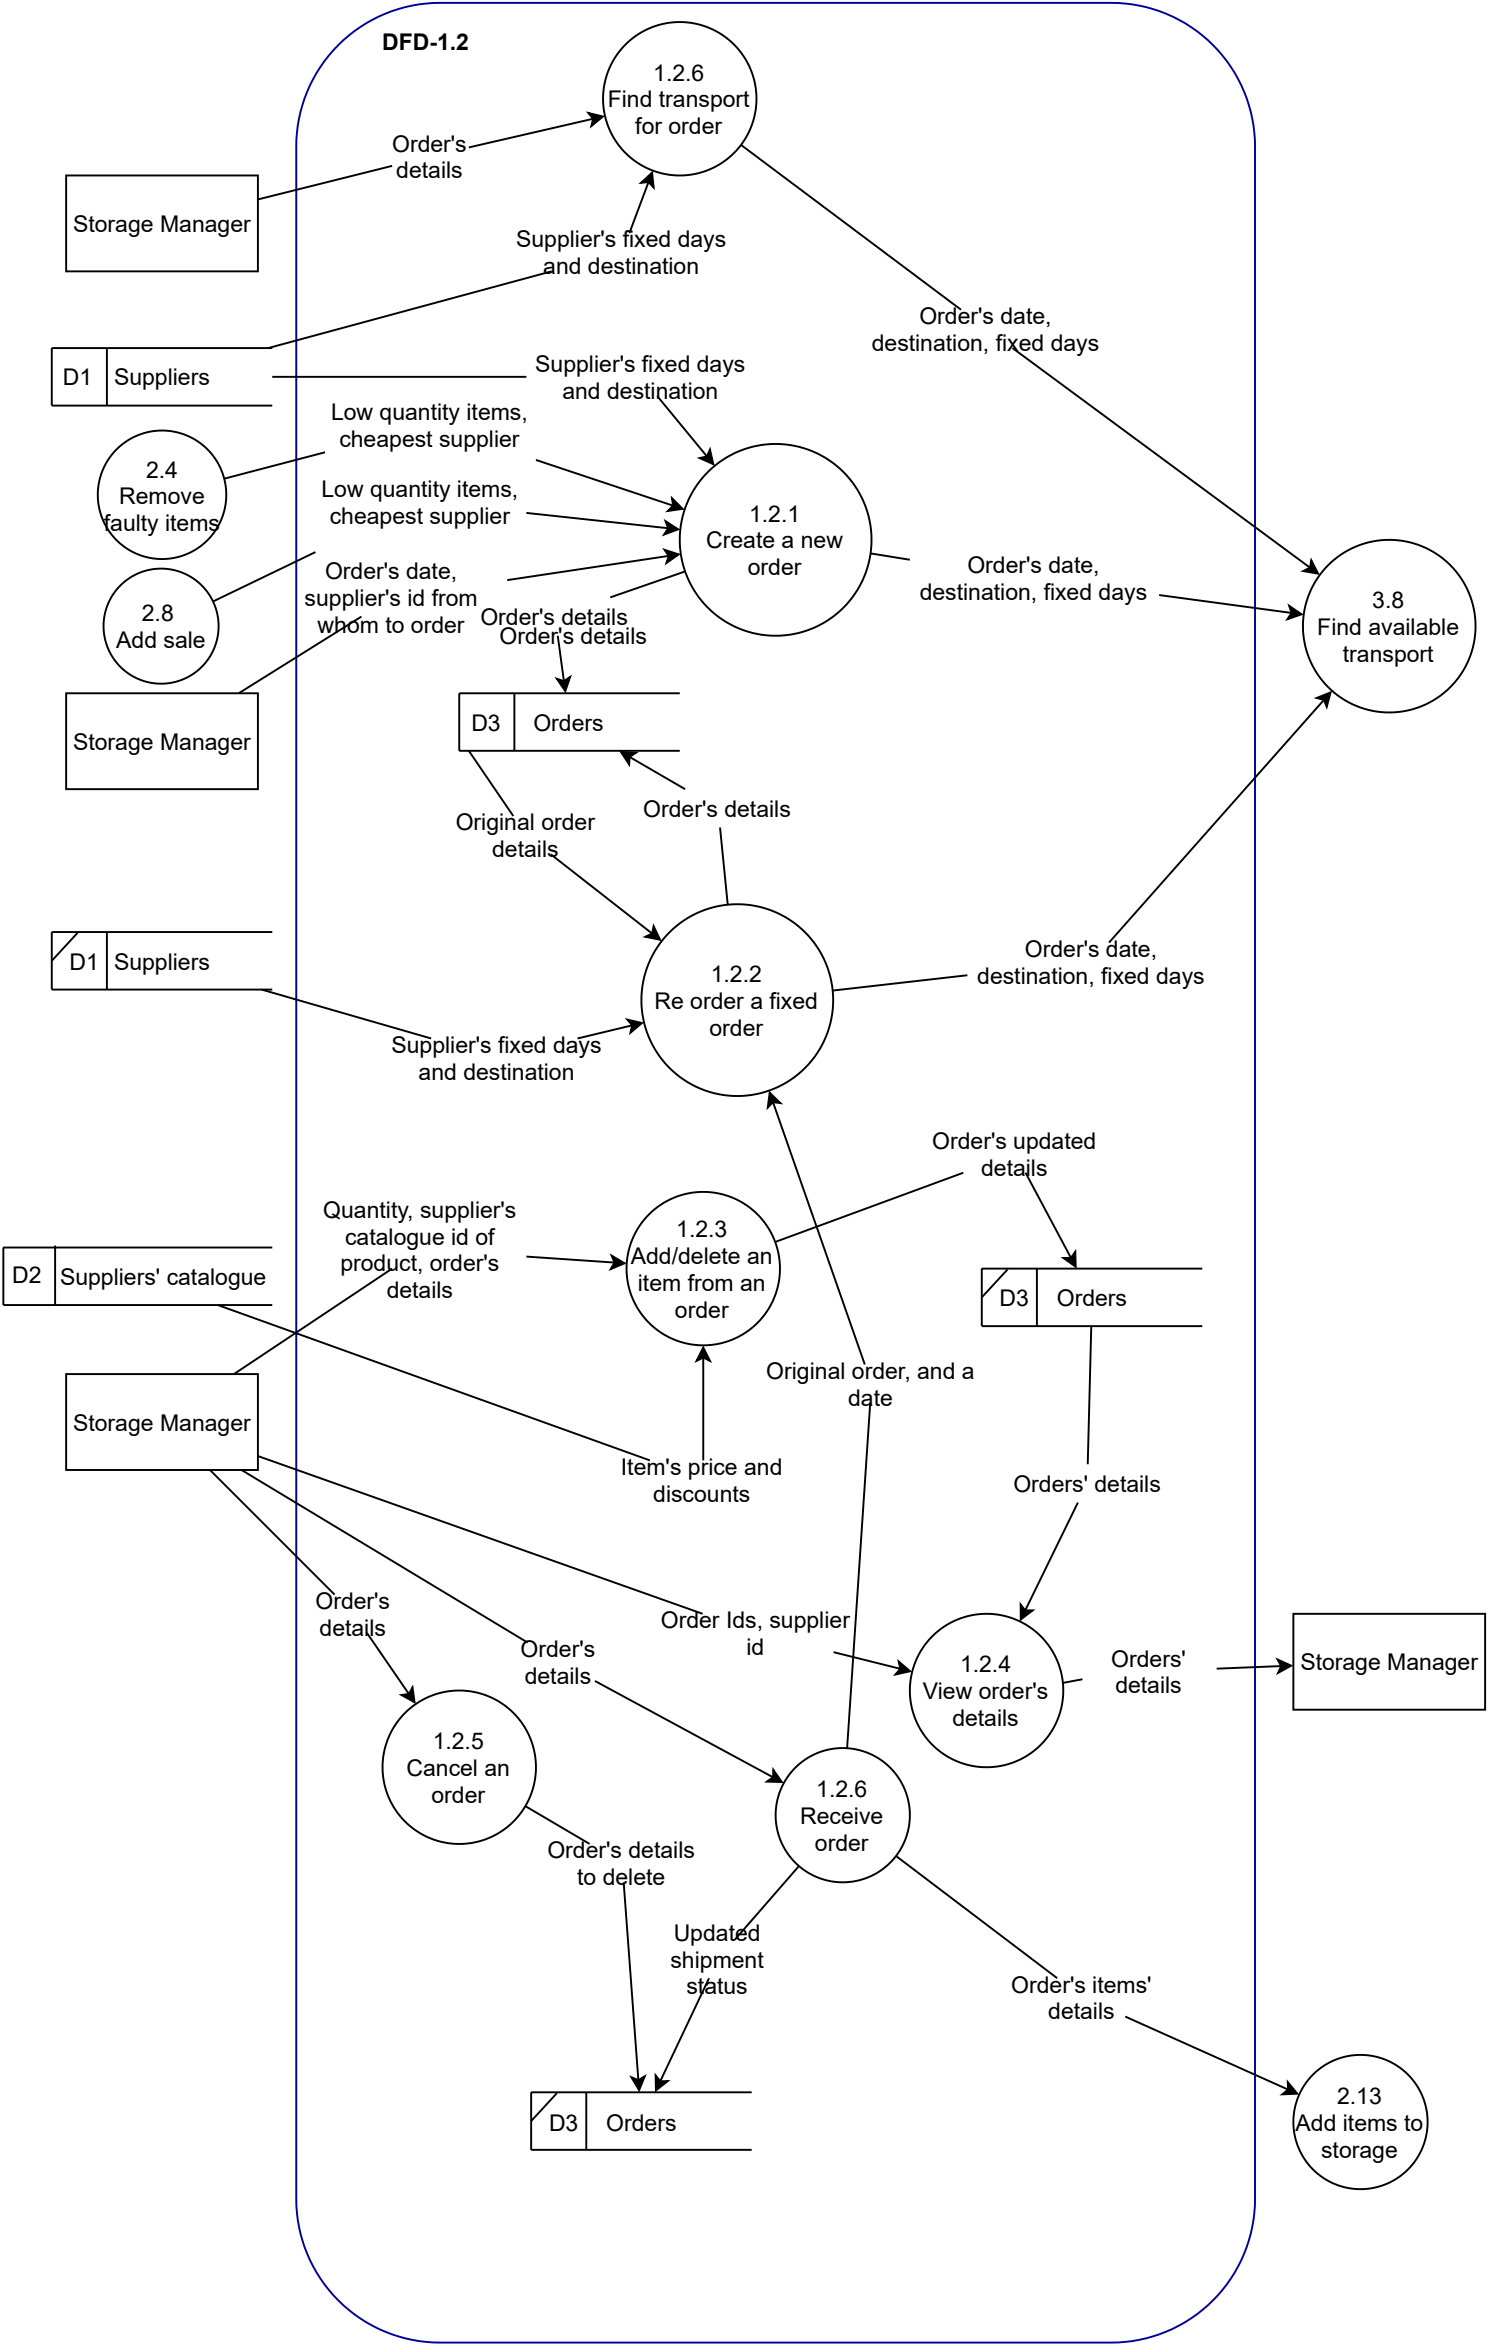 DFD-1.2
1.2.6
Find transport
for order
Order's
details
Storage Manager
Supplier's fixed days
and destination
Order's date,
destination, fixed days
D1
Suppliers
Supplier's fixed days
and destination
Low quantity items,
cheapest supplier
2.4
Remove
faulty items
Low quantity items,
cheapest supplier
1.2.1
Create a new
order
Order's date,
destination, fixed days
3.8
Find available
transport
2.8
Add sale
Order's date,
supplier's id from
whom to order
Order's details
Order's details
Storage Manager
D3
Orders
Original order
details
Order's details
D1
Suppliers
1.2.2
Re order a fixed
order
Order's date,
destination, fixed days
Supplier's fixed days
and destination
Order's updated
details
Quantity, supplier's
catalogue id of
product, order's
details
1.2.3
Add/delete an
item from an
order
D2
Suppliers' catalogue
D3
Orders
Original order, and a
date
Storage Manager
Item's price and
discounts
Orders' details
Order's
details
Order's
details
Order Ids, supplier
id
1.2.4
View order's
details
Orders'
details
Storage Manager
1.2.5
Cancel an
order
1.2.6
Receive
order
Order's details
to delete
Updated
shipment
status
Order's items'
details
2.13
Add items to
storage
D3
Orders